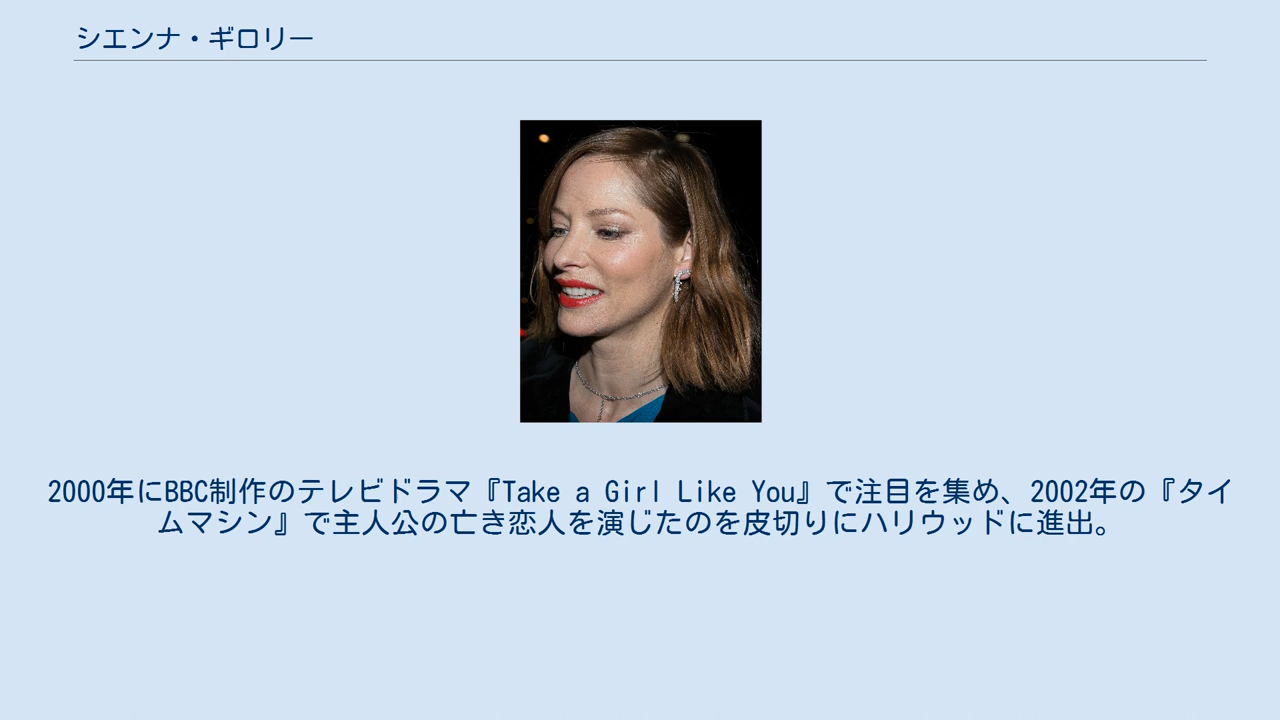 シエンナ・ギロリー
2000年にBBC制作のテレビドラマ『Take a Girl Like You』で注目を集め、2002年の『タイ
ムマシン』で主人公の亡き恋人を演じたのを皮切りにハリウッドに進出。